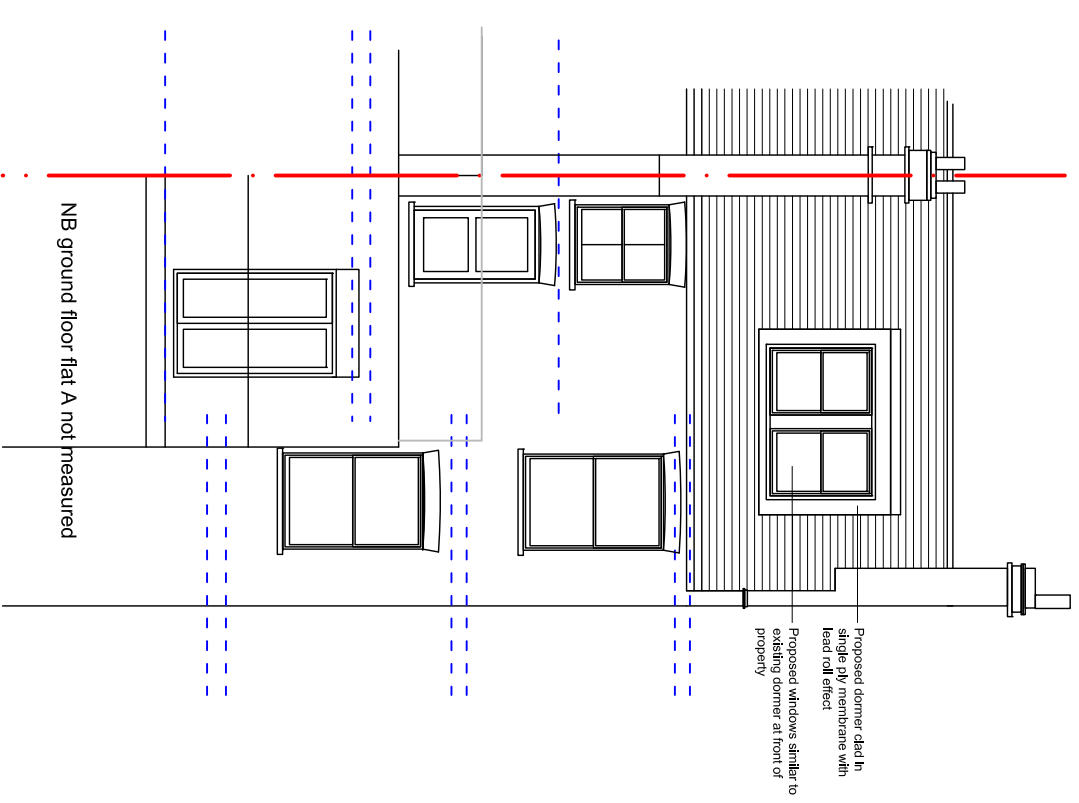 Proposed dormer clad in
single ply membrane with
lead roll effect
Proposed windows similar to
existing dormer at front of
property
NB ground floor flat A not measured